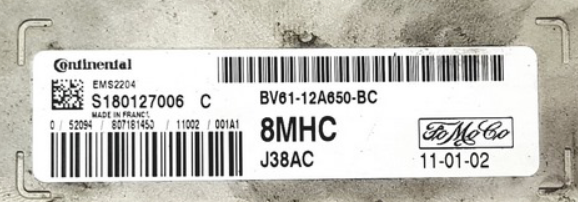 Continental
EMS2204
S180127006 C
MADE IN FRANCE
0 / 52094 / 807181450 / 11002 / 001A1
BV61-12A650-BC
8MHC
J38AC
FoMoCo
11-01-02